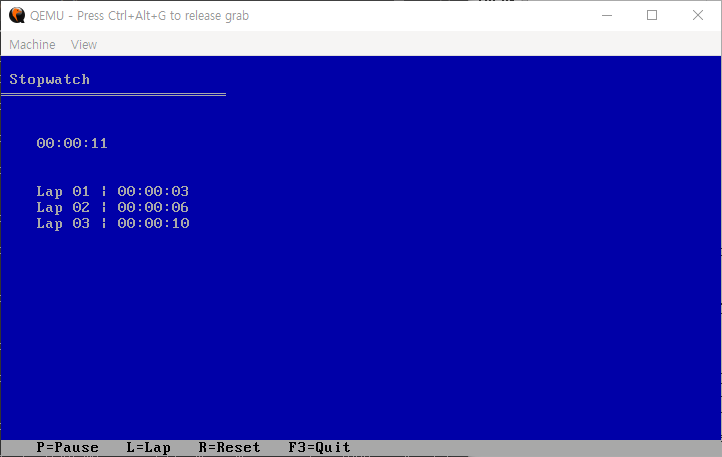 QEMU - Press Ctrl+Alt+G to release grab
Machine View
Stopwatch
00:00:11
Lap 01 | 00:00:03
Lap 02 | 00:00:06
Lap 03 | 00:00:10
P=Pause L=Lap R=Reset F3=Quit